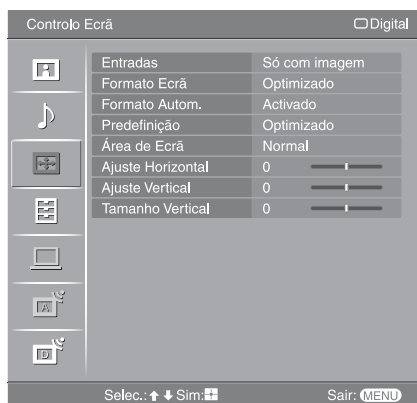 Controlo Ecrã Digital
Entradas Só com imagem
Formato Ecrã Optimizado
Formato Autom. Activado
Predefinição Optimizado
Área de Ecrã Normal
Ajuste Horizontal 0
Ajuste Vertical 0
Tamanho Vertical 0
A
D
Selec.: Sim: Sair: MENU